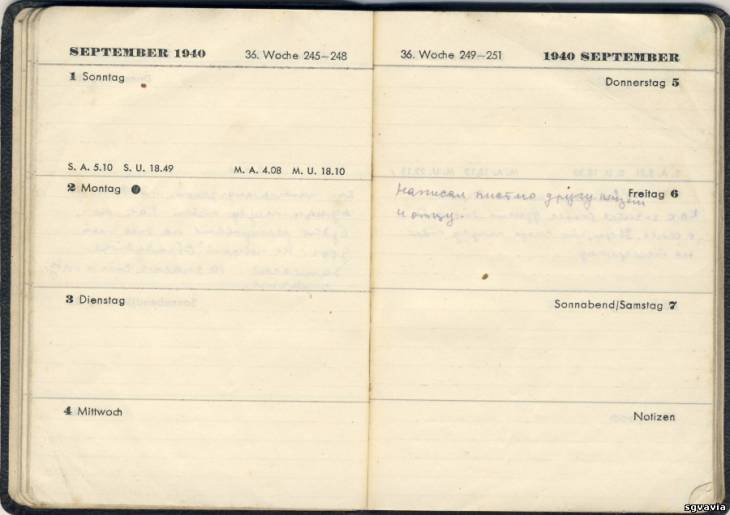 SEPTEMBER 1940 36. Woche 245–248
1 Sonntag
S. A. 5.10 S. U. 18.49 M. A. 4.08 M. U. 18.10
2 Montag
3 Dienstag
4 Mittwoch
36. Woche 249–251 1940 SEPTEMBER
Donnerstag 5
Freitag 6
Написал письмо другу
и отцу
Sonnabend/Samstag 7
Notizen
sgvavia